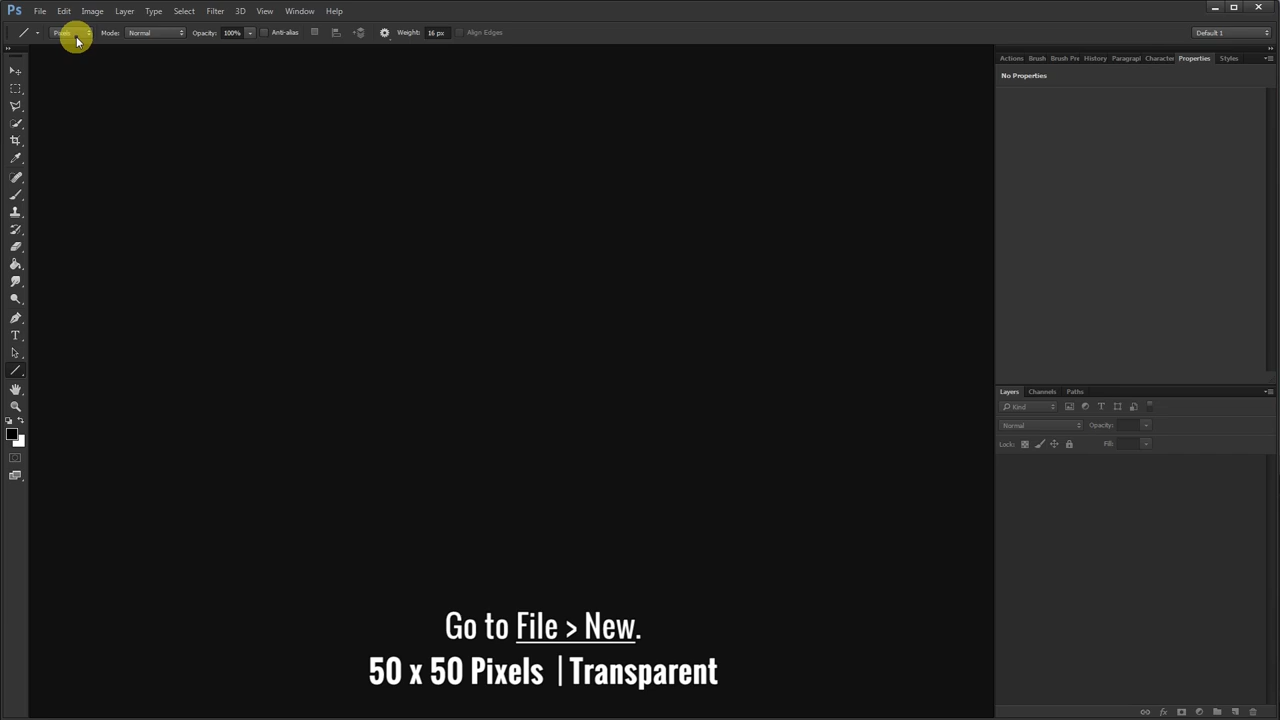 Ps File Edit Image Layer Type Select Filter 3D View Window Help
Pixels Mode: Normal Opacity: 100% Anti-alias Weight: 16 px Align Edges Default 1
Actions Brush Brush Pre History Paragrapl Character Properties Styles
No Properties
Layers Channels Paths
Kind
Normal Opacity:
Lock: Fill:
Go to File > New.
50 x 50 Pixels | Transparent